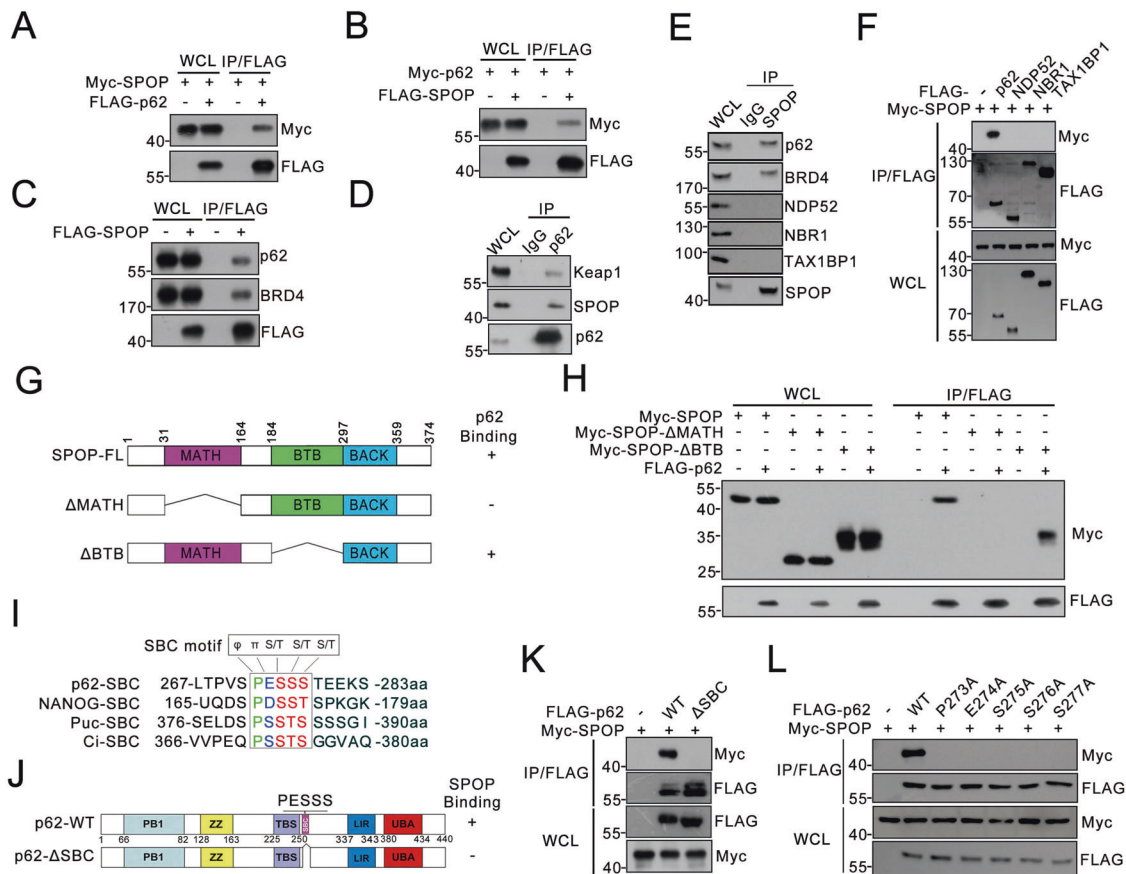 A
WCL IP/FLAG
Myc-SPOP + + + +
FLAG-p62 - + - +
40 Myc
55 FLAG
B
WCL IP/FLAG
Myc-p62 + + + +
FLAG-SPOP - + - +
55 Myc
40 FLAG
C
WCL IP/FLAG
FLAG-SPOP - + - +
55 p62
170 BRD4
40 FLAG
D
IP
WCL IgG p62
55 Keap1
40 SPOP
55 p62
E
IP
WCL IgG SPOP
55 p62
170 BRD4
55 NDP52
130 NBR1
100 TAX1BP1
40 SPOP
F
FLAG- - p62 NDP52 NBR1 TAX1BP1
Myc-SPOP + + + + +
IP/FLAG
40 Myc
130
70
55
FLAG
WCL
40 Myc
130
70
55
FLAG
G
1 31 164 184 297 359 374
p62 Binding
SPOP-FL MATH BTB BACK +
ΔMATH BTB BACK -
ΔBTB MATH BACK +
H
WCL IP/FLAG
Myc-SPOP + + + +
Myc-SPOP-ΔMATH + + + +
Myc-SPOP-ΔBTB + + + +
FLAG-p62 - + - + - + - + - + - +
55
40
35
25
Myc
55 FLAG
I
SBC motif φ π S/T S/T S/T
p62-SBC 267-LTPVS PESSS TEEKS -283aa
NANOG-SBC 165-UQDS PDSST SPKGK -179aa
Puc-SBC 376-SELDS PSSTS SSSGI -390aa
Ci-SBC 366-VVPEQ PSSTS GGVAQ -380aa
J
PESSS
SPOP Binding
p62-WT PB1 ZZ TBS SBC LIR UBA +
1 66 82 128 163 225 250 337 343 384 432 440
p62-ΔSBC PB1 ZZ TBS LIR UBA -
K
FLAG-p62 - WT ΔSBC
Myc-SPOP + + +
IP/FLAG
40 Myc
55 FLAG
WCL
55 FLAG
40 Myc
L
FLAG-p62 - WT P273A E274A S275A S276A S277A
Myc-SPOP + + + + + + +
IP/FLAG
40 Myc
55 FLAG
WCL
40 Myc
55 FLAG